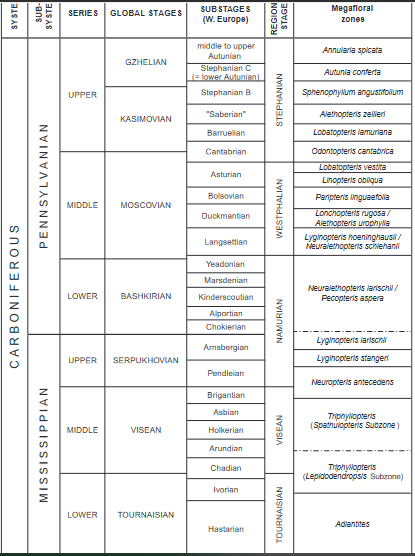 SYSTE
SUB-
SYSTE
SERIES
GLOBAL STAGES
SUBSTAGES
(W. Europe)
REGION
STAGE
Megafloral
zones
CARBONIFEROUS
PENNSYLVANIAN
MISSISSIPPIAN
UPPER
MIDDLE
LOWER
UPPER
MIDDLE
LOWER
GZHELIAN
KASIMOVIAN
MOSCOVIAN
BASHKIRIAN
SERPUKHOVIAN
VISEAN
TOURNAISIAN
middle to upper
Autunian
Stephanian C
(= lower Autunian)
Stephanian B
"Saberian"
Barruelian
Cantabrian
Asturian
Bolsovian
Duckmantian
Langsettian
Yeadonian
Marsdenian
Kinderscoutian
Alportian
Chokierian
Arnsbergian
Pendleian
Brigantian
Asbian
Holkerian
Arundian
Chadian
Ivorian
Hastarian
STEPHANIAN
WESTPHALIAN
NAMURIAN
VISEAN
TOURNAISIAN
Annularia spicata
Autunia conferta
Sphenophyllum angustifolium
Alethopteris zeilleri
Lobatopteris lamuriana
Odontopteris cantabrica
Lobatopteris vestita
Linopteris obliqua
Paripteris linguaefolia
Lonchopteris rugosa /
Alethopteris urophylla
Lyginopteris hoeninghausii /
Neuralethopteris schlehanii
Neuralethopteris larischii /
Pecopteris aspera
Lyginopteris larischii
Lyginopteris stangeri
Neuropteris antecedens
Triphyllopteris
(Spathulopteris Subzone )
Triphyllopteris
(Lepidodendropsis Subzone)
Adiantites